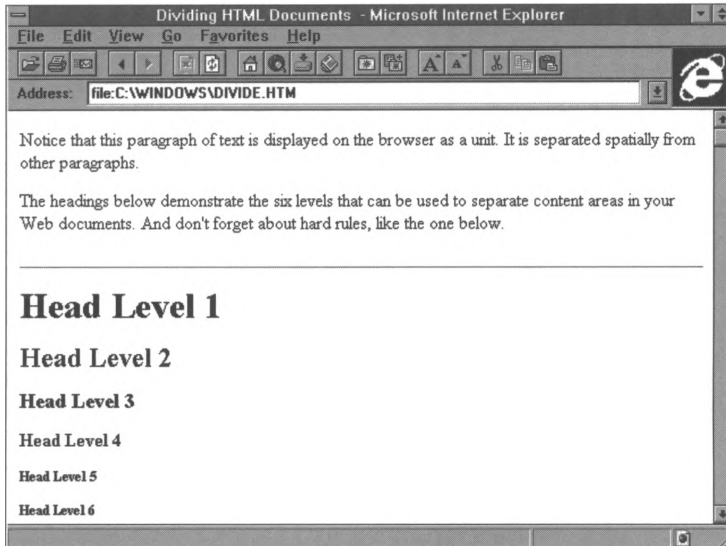 Dividing HTML Documents - Microsoft Internet Explorer
File Edit View Go Favorites Help
A A
Address: file:C:\WINDOWS\DIVIDE.HTM
Notice that this paragraph of text is displayed on the browser as a unit. It is separated spatially from
other paragraphs.
The headings below demonstrate the six levels that can be used to separate content areas in your
Web documents. And don't forget about hard rules, like the one below.
Head Level 1
Head Level 2
Head Level 3
Head Level 4
Head Level 5
Head Level 6